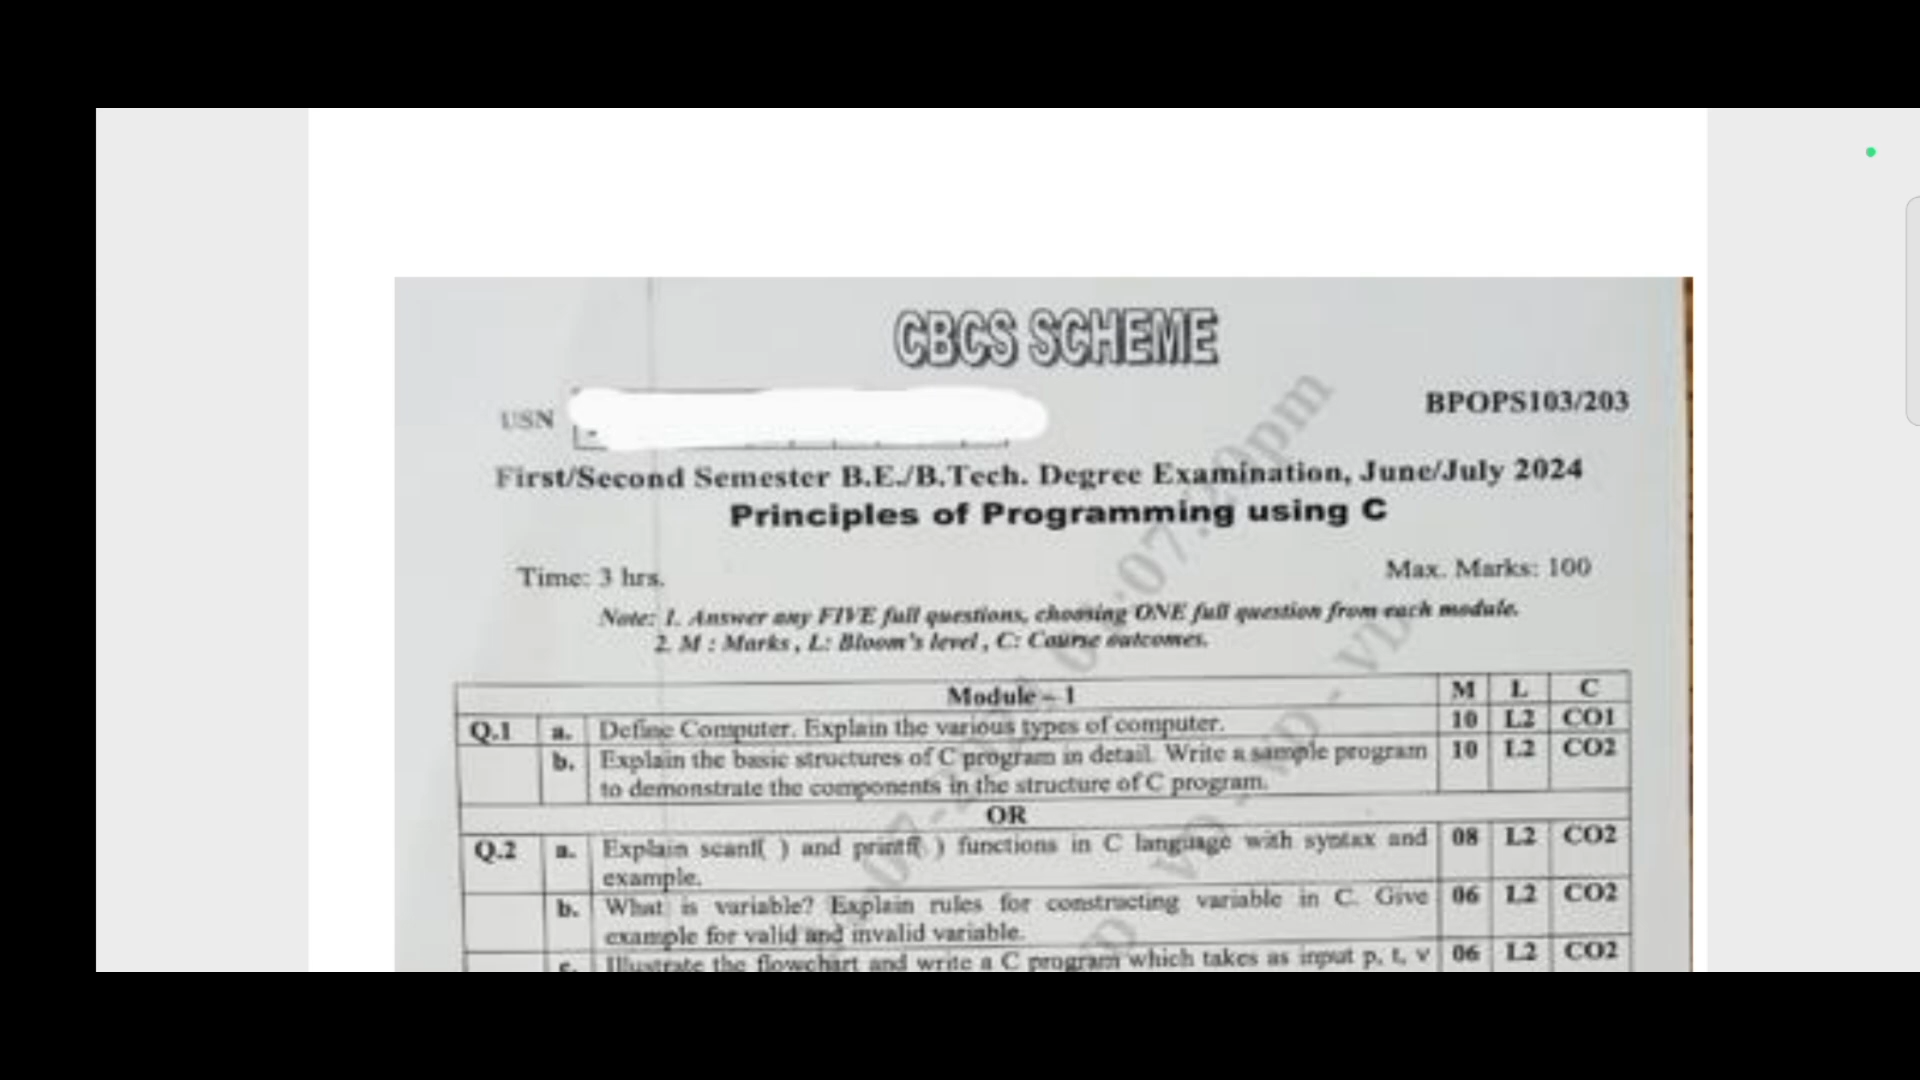 CBCS SCHEME
USN
BPOPS103/203
First/Second Semester B.E./B.Tech. Degree Examination, June/July 2024
Principles of Programming using C
Time: 3 hrs.
Max. Marks: 100
Note: 1. Answer any FIVE full questions, choosing ONE full question from each module.
2. M : Marks , L: Bloom's level , C: Course outcomes.
Module – 1 M L C
Q.1 a. Define Computer. Explain the various types of computer. 10 L2 CO1
b. Explain the basic structures of C program in detail. Write a sample program 10 L2 CO2
to demonstrate the components in the structure of C program.
OR
Q.2 a. Explain scanf( ) and printf( ) functions in C language with syntax and 08 L2 CO2
example.
b. What is variable? Explain rules for constructing variable in C. Give 06 L2 CO2
example for valid and invalid variable.
c. Illustrate the flowchart and write a C program which takes as input p, t, v 06 L2 CO2